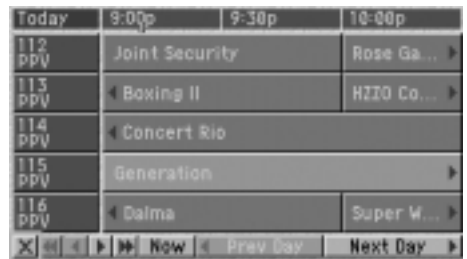 Today 9:00p 9:30p 10:00p
112 PPV Joint Security Rose Ga...
113 PPV Boxing II HZZO Co...
114 PPV Concert Rio
115 PPV Generation
116 PPV Dalma Super W...
X Now Prev Day Next Day